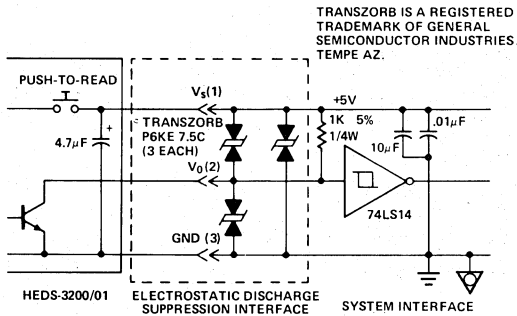 TRANSZORB IS A REGISTERED
TRADEMARK OF GENERAL
SEMICONDUCTOR INDUSTRIES.
TEMPE AZ.
PUSH-TO-READ
4.7µF
+
HEDS-3200/01
VS(1)
TRANSZORB
P6KE 7.5C
(3 EACH)
VO(2)
GND (3)
ELECTROSTATIC DISCHARGE
SUPPRESSION INTERFACE
+5V
1K 5%
1/4W
10µF
.01µF
74LS14
SYSTEM INTERFACE